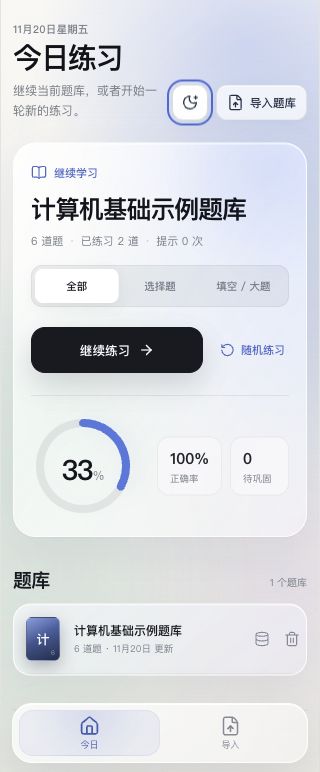 11月20日星期五
今日练习
继续当前题库，或者开始一
轮新的练习。
导入题库
继续学习
计算机基础示例题库
6 道题 · 已练习 2 道 · 提示 0 次
全部 选择题 填空 / 大题
继续练习 随机练习
33%
100%
正确率
0
待巩固
题库 1 个题库
计
6
计算机基础示例题库
6 道题 · 11月20日 更新
今日 导入